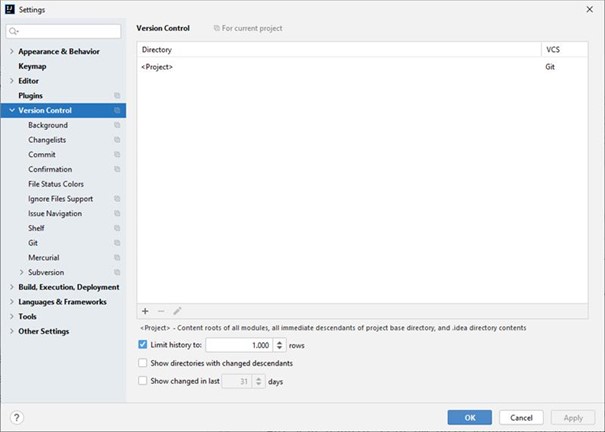 Settings
Appearance & Behavior
Keymap
Editor
Plugins
Version Control
Background
Changelists
Commit
Confirmation
File Status Colors
Ignore Files Support
Issue Navigation
Shelf
Git
Mercurial
Subversion
Build, Execution, Deployment
Languages & Frameworks
Tools
Other Settings
Version Control For current project
Directory VCS
<Project> Git
<Project> - Content roots of all modules, all immediate descendants of project base directory, and .idea directory contents
Limit history to: 1.000 rows
Show directories with changed descendants
Show changed in last 31 days
? OK Cancel Apply